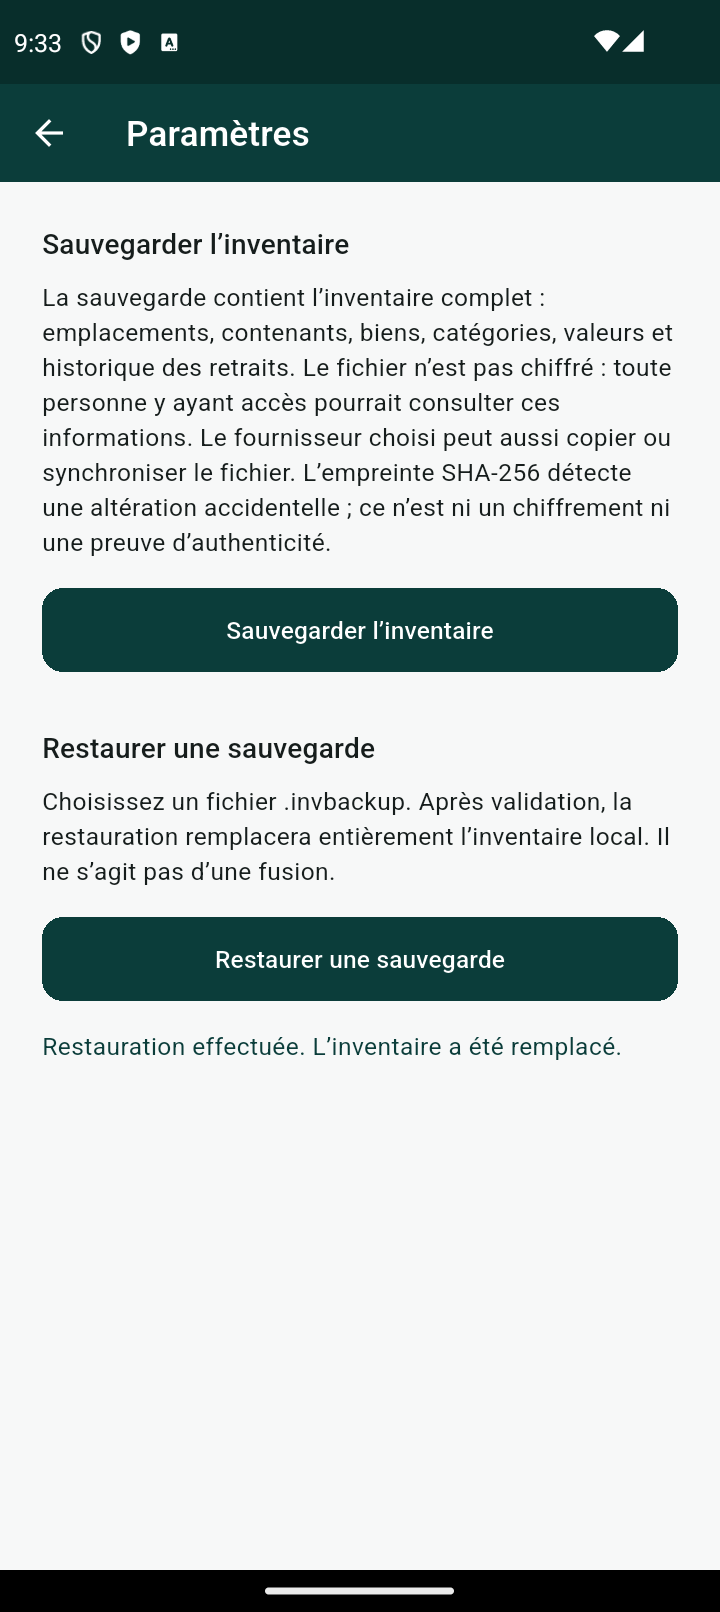 9:33
Paramètres
Sauvegarder l’inventaire
La sauvegarde contient l’inventaire complet :
emplacements, contenants, biens, catégories, valeurs et
historique des retraits. Le fichier n’est pas chiffré : toute
personne y ayant accès pourrait consulter ces
informations. Le fournisseur choisi peut aussi copier ou
synchroniser le fichier. L’empreinte SHA-256 détecte
une altération accidentelle ; ce n’est ni un chiffrement ni
une preuve d’authenticité.
Sauvegarder l’inventaire
Restaurer une sauvegarde
Choisissez un fichier .invbackup. Après validation, la
restauration remplacera entièrement l’inventaire local. Il
ne s’agit pas d’une fusion.
Restaurer une sauvegarde
Restauration effectuée. L’inventaire a été remplacé.